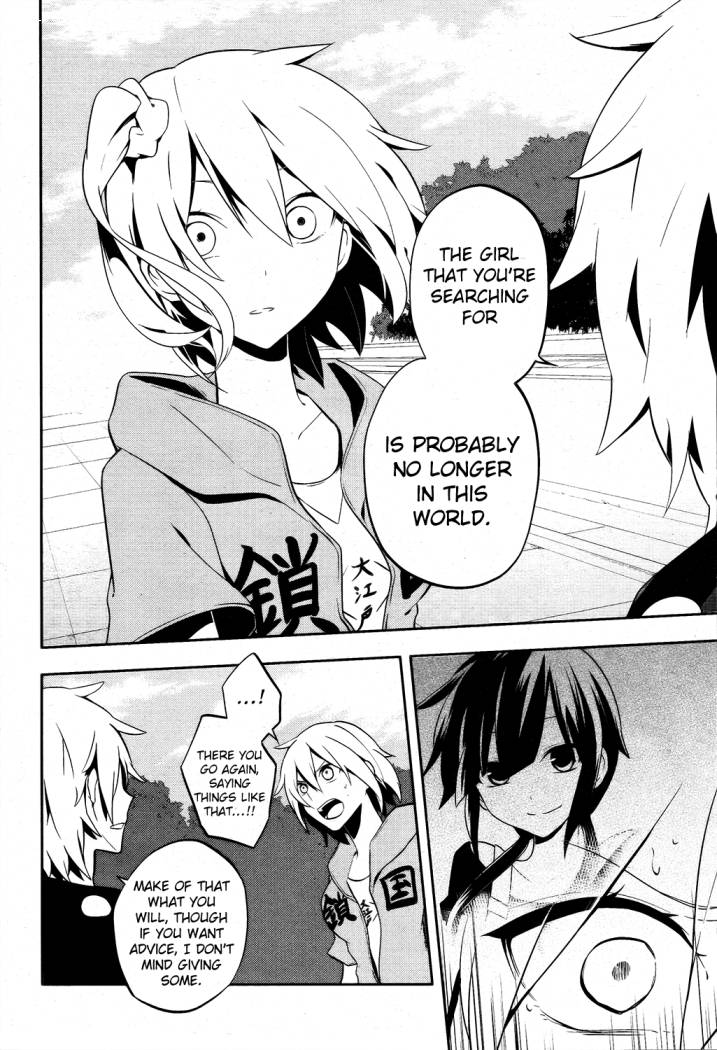 THE GIRL
THAT YOU'RE
SEARCHING
FOR
IS PROBABLY
NO LONGER
IN THIS
WORLD.
鎖
大江戸
国
...!
THERE YOU
GO AGAIN,
SAYING
THINGS LIKE
THAT...!!
鎖
国
MAKE OF THAT
WHAT YOU
WILL, THOUGH
IF YOU WANT
ADVICE, I DON'T
MIND GIVING
SOME.